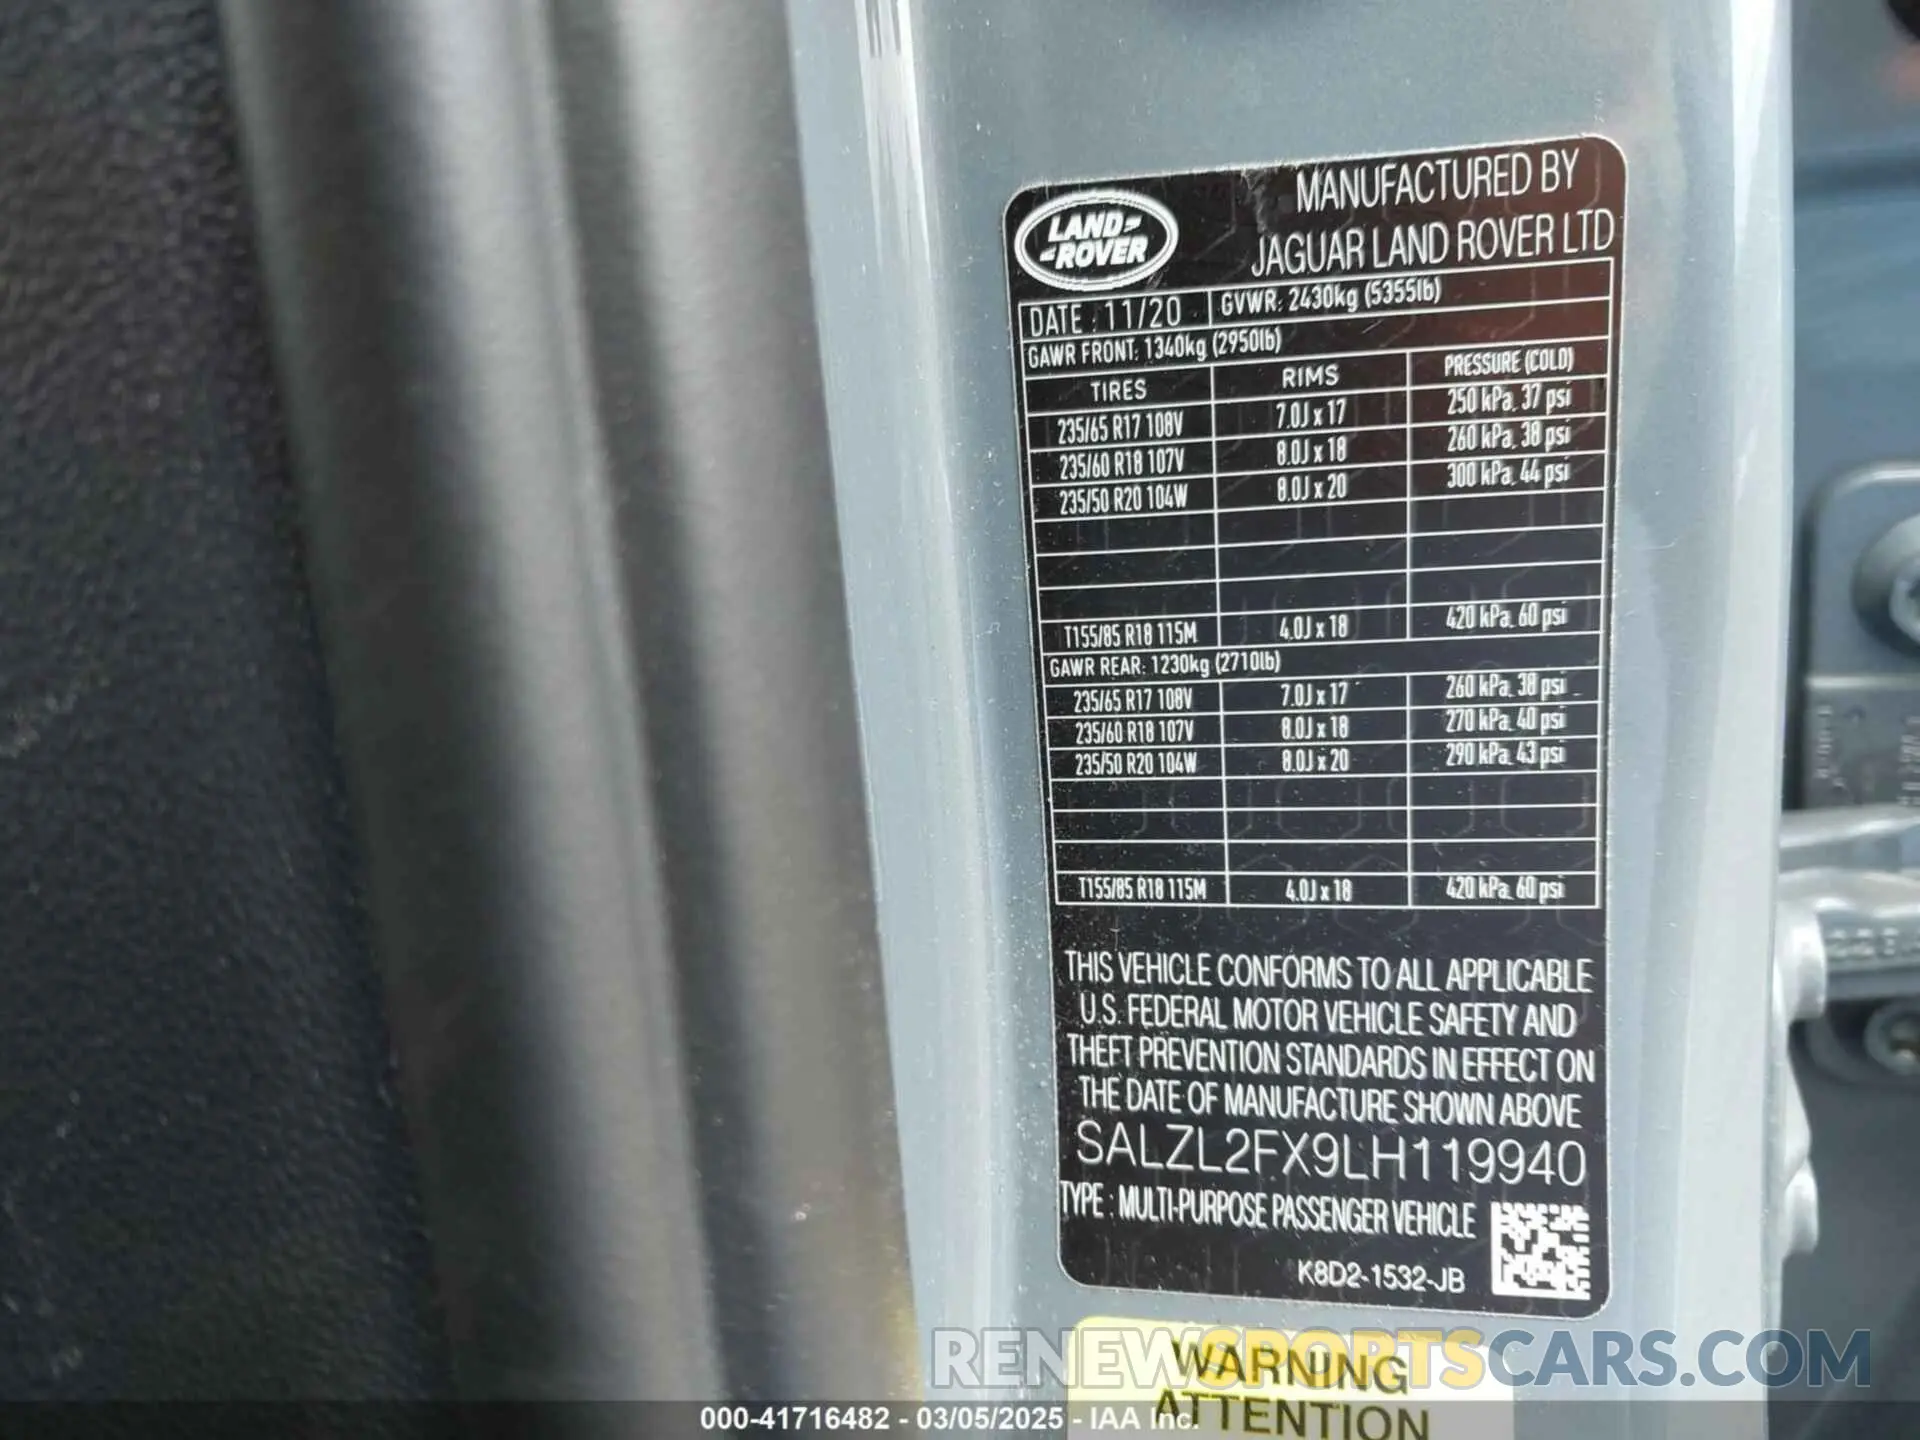 LAND
ROVER
MANUFACTURED BY
JAGUAR LAND ROVER LTD
DATE : 11/20 GVWR: 2430kg (5355lb)
GAWR FRONT: 1340kg (2950lb)
TIRES RIMS PRESSURE (COLD)
235/65 R17 108V 7.0J x 17 250 kPa, 37 psi
235/60 R18 107V 8.0J x 18 260 kPa, 38 psi
235/50 R20 104W 8.0J x 20 300 kPa, 44 psi
T155/85 R18 115M 4.0J x 18 420 kPa, 60 psi
GAWR REAR: 1230kg (2710lb)
235/65 R17 108V 7.0J x 17 260 kPa, 38 psi
235/60 R18 107V 8.0J x 18 270 kPa, 40 psi
235/50 R20 104W 8.0J x 20 290 kPa, 43 psi
T155/85 R18 115M 4.0J x 18 420 kPa, 60 psi
THIS VEHICLE CONFORMS TO ALL APPLICABLE
U.S. FEDERAL MOTOR VEHICLE SAFETY AND
THEFT PREVENTION STANDARDS IN EFFECT ON
THE DATE OF MANUFACTURE SHOWN ABOVE
SALZL2FX9LH119940
TYPE : MULTI-PURPOSE PASSENGER VEHICLE
K8D2-1532-JB
RENEWSPORTSCARS.COM
WARNING
ATTENTION
000-41716482 - 03/05/2025 - IAA Inc.